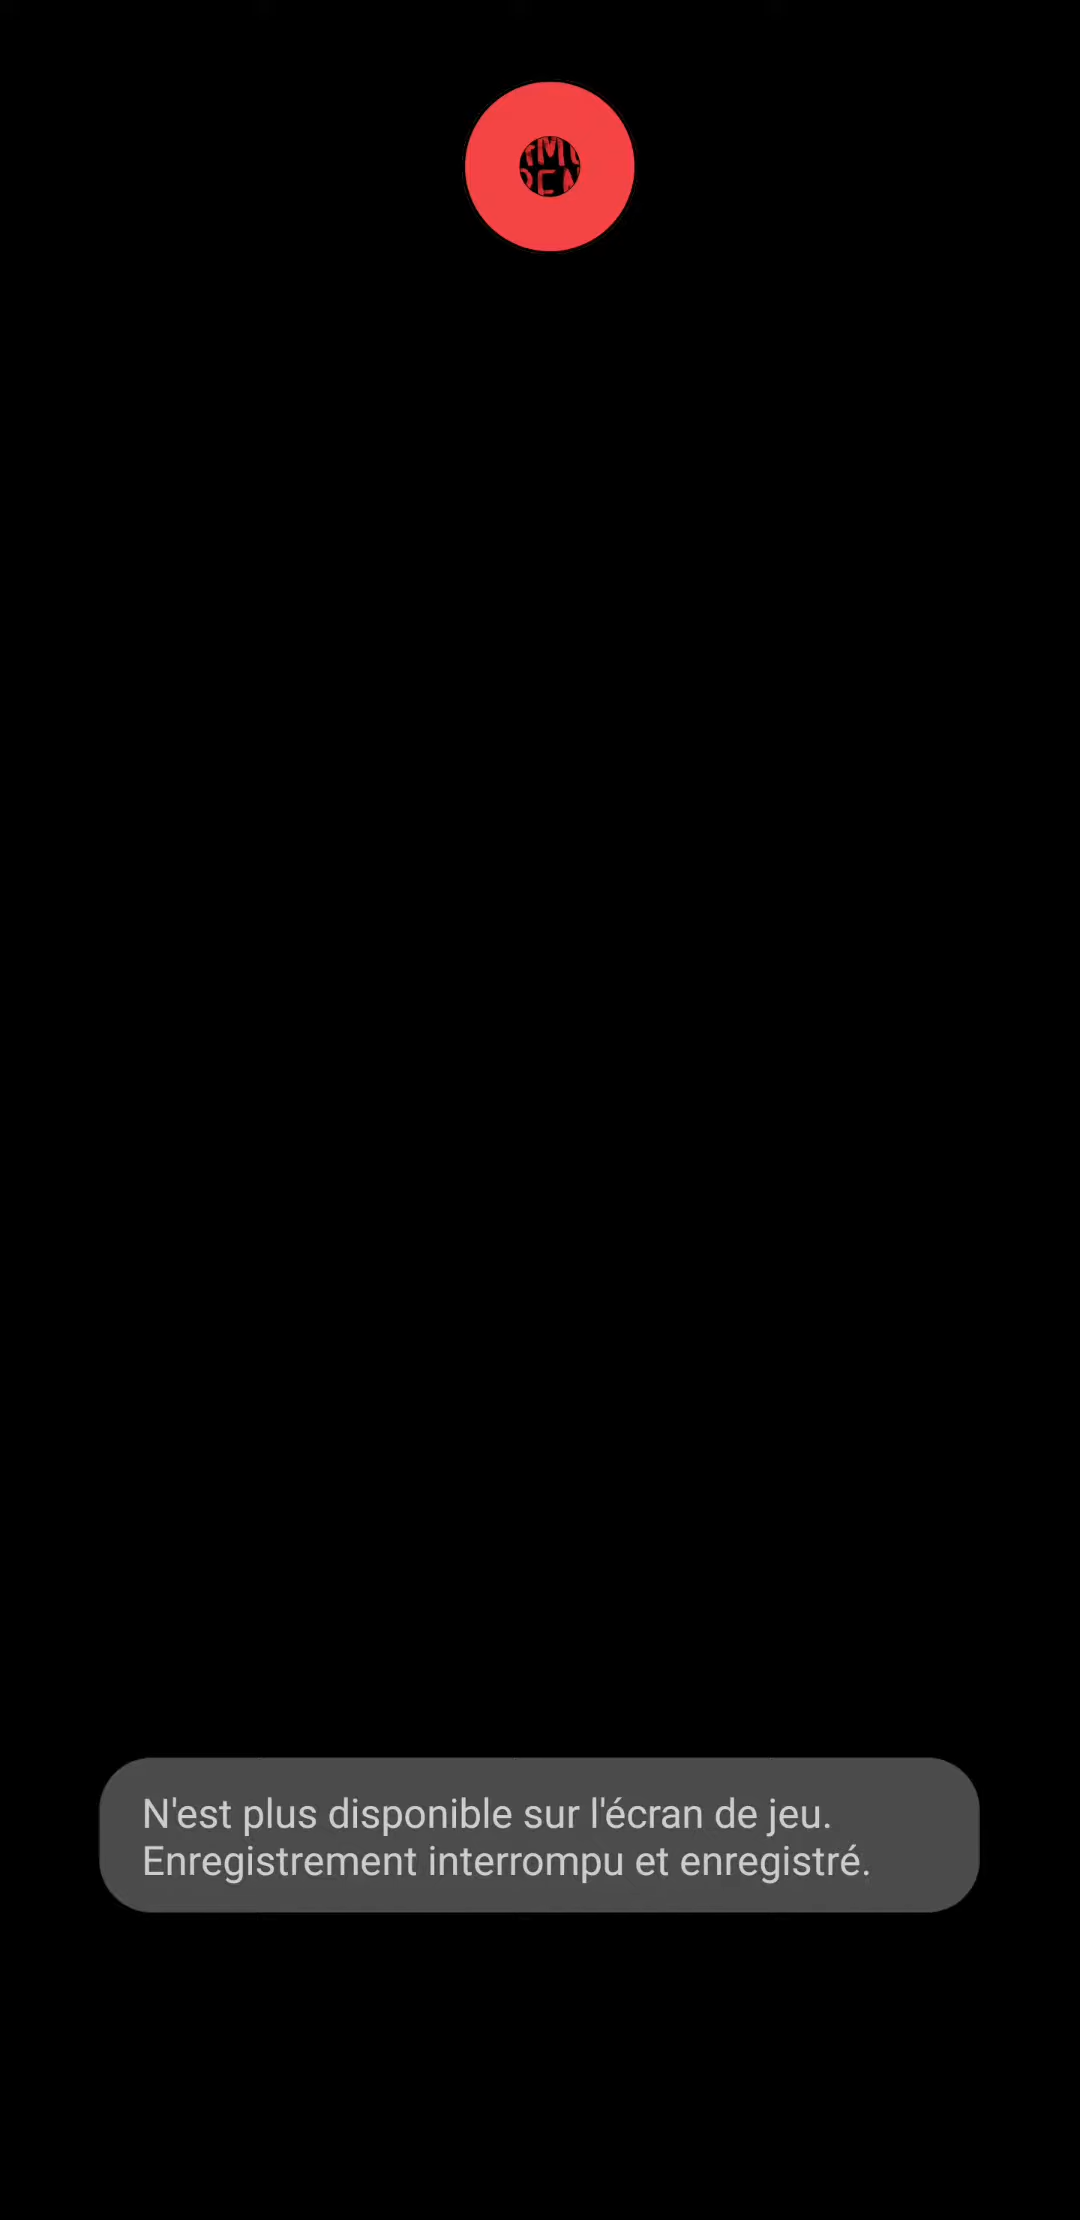 N'est plus disponible sur l'écran de jeu.
Enregistrement interrompu et enregistré.